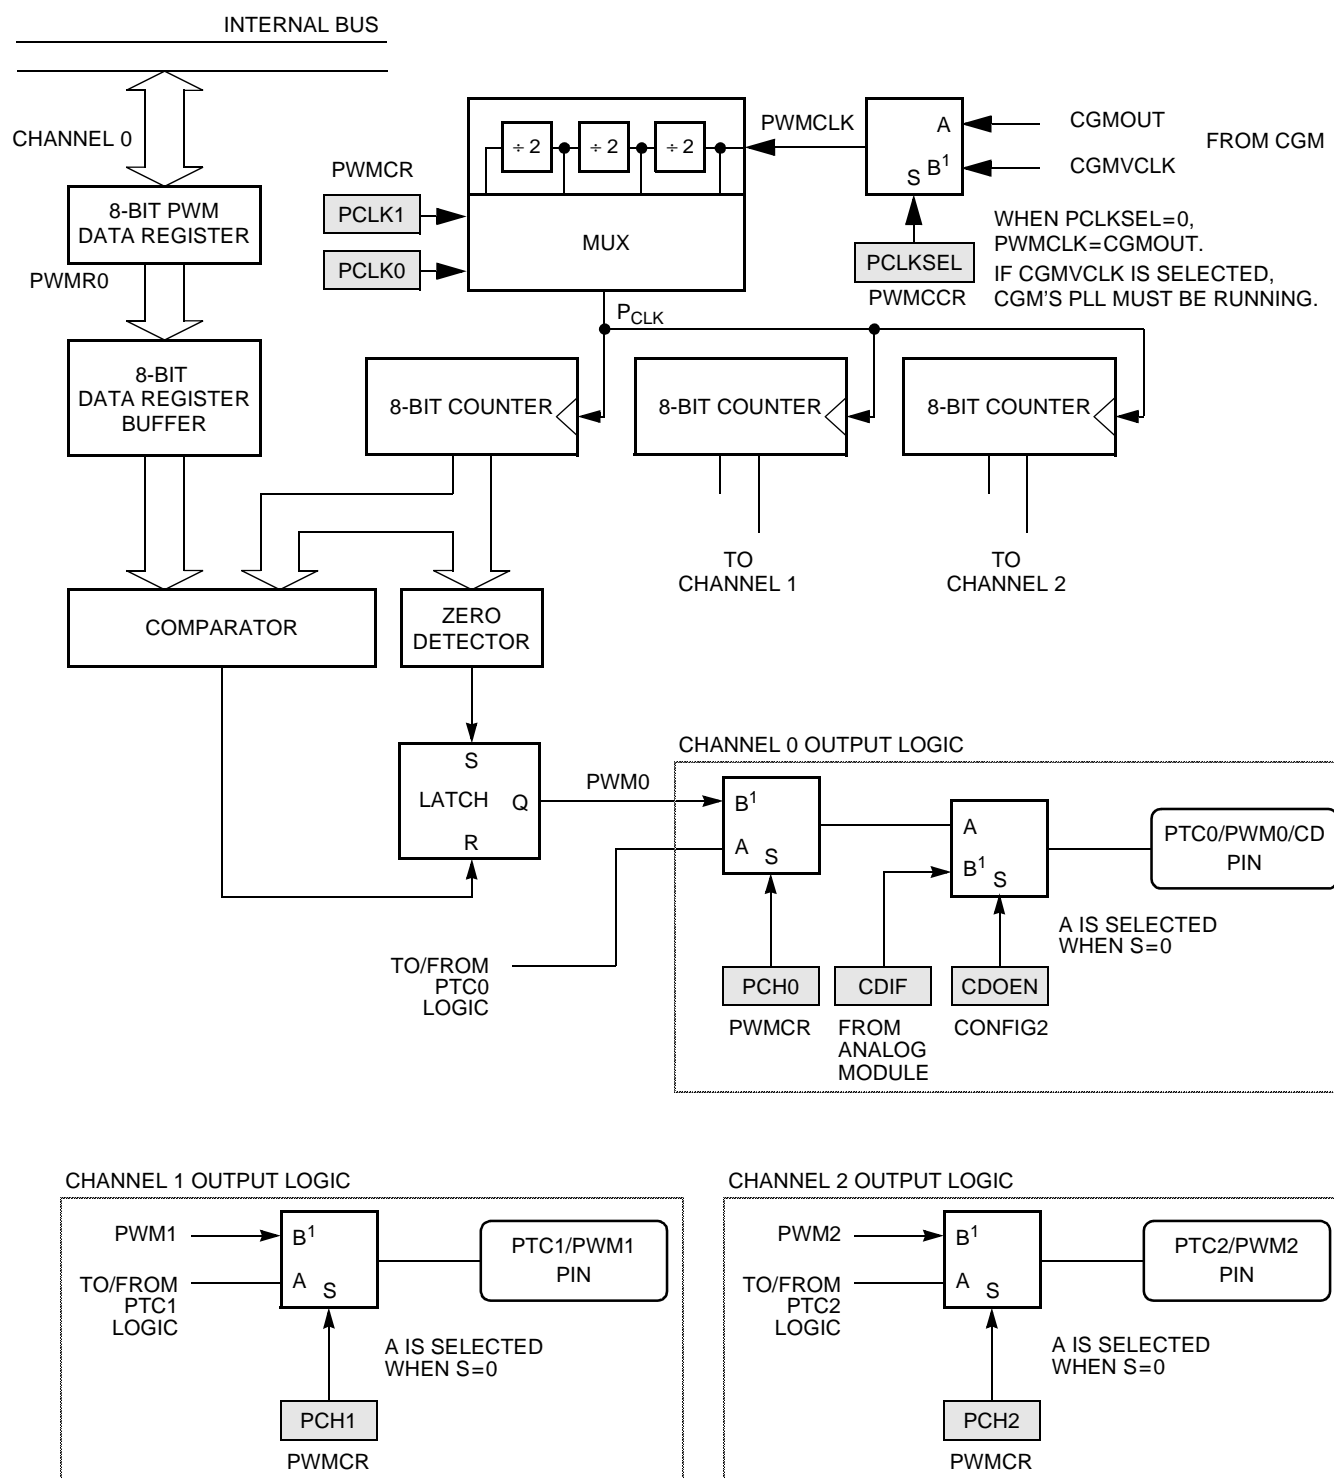 INTERNAL BUS
CHANNEL 0
8-BIT PWM
DATA REGISTER
PWMR0
8-BIT
DATA REGISTER
BUFFER
PWMCR
PCLK1
PCLK0
÷ 2
÷ 2
÷ 2
MUX
PWMCLK
A
B1
S
CGMOUT
CGMVCLK
FROM CGM
PCLKSEL
PWMCCR
WHEN PCLKSEL=0,
PWMCLK=CGMOUT.
IF CGMVCLK IS SELECTED,
CGM'S PLL MUST BE RUNNING.
PCLK
8-BIT COUNTER
8-BIT COUNTER
8-BIT COUNTER
TO
CHANNEL 1
TO
CHANNEL 2
COMPARATOR
ZERO
DETECTOR
S
LATCH
Q
R
PWM0
CHANNEL 0 OUTPUT LOGIC
B1
A
S
A
B1
S
PTC0/PWM0/CD
PIN
A IS SELECTED
WHEN S=0
TO/FROM
PTC0
LOGIC
PCH0
PWMCR
CDIF
FROM
ANALOG
MODULE
CDOEN
CONFIG2
CHANNEL 1 OUTPUT LOGIC
PWM1
TO/FROM
PTC1
LOGIC
B1
A
S
PTC1/PWM1
PIN
A IS SELECTED
WHEN S=0
PCH1
PWMCR
CHANNEL 2 OUTPUT LOGIC
PWM2
TO/FROM
PTC2
LOGIC
B1
A
S
PTC2/PWM2
PIN
A IS SELECTED
WHEN S=0
PCH2
PWMCR